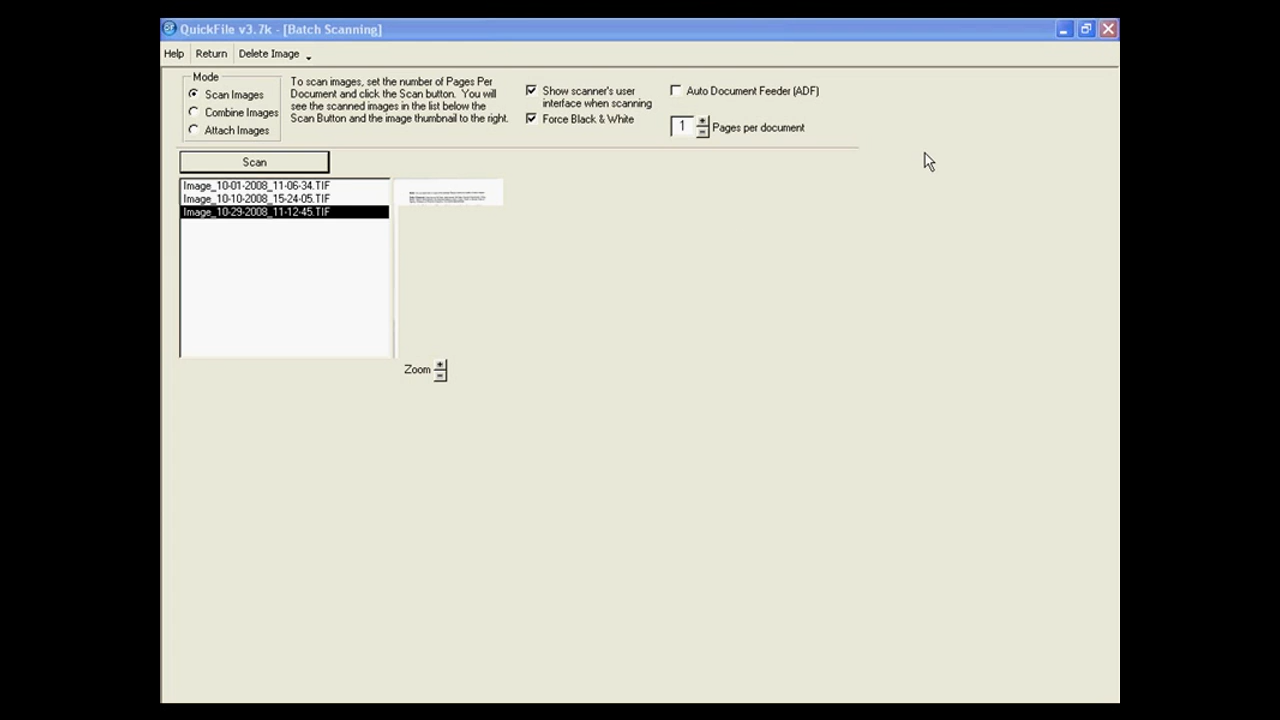 QuickFile v3.7k - [Batch Scanning]
Help Return Delete Image
Mode
Scan Images
Combine Images
Attach Images
To scan images, set the number of Pages Per
Document and click the Scan button. You will
see the scanned images in the list below the
Scan Button and the image thumbnail to the right.
Show scanner's user
interface when scanning
Force Black & White
Auto Document Feeder (ADF)
1 Pages per document
Scan
Image_10-01-2008_11-06-34.TIF
Image_10-10-2008_15-24-05.TIF
Image_10-29-2008_11-12-45.TIF
Zoom